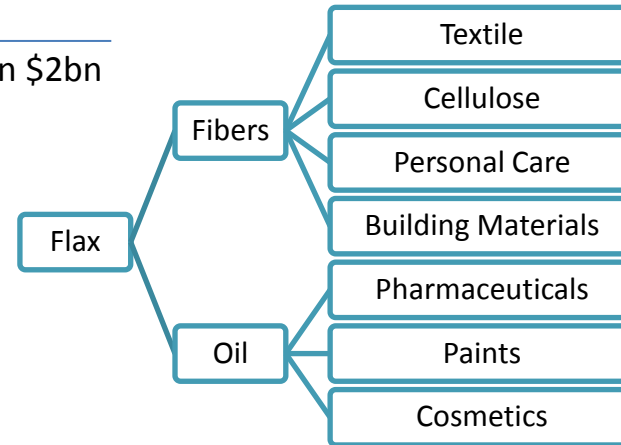 n $2bn
Textile
Cellulose
Fibers
Personal Care
Building Materials
Flax
Pharmaceuticals
Oil
Paints
Cosmetics